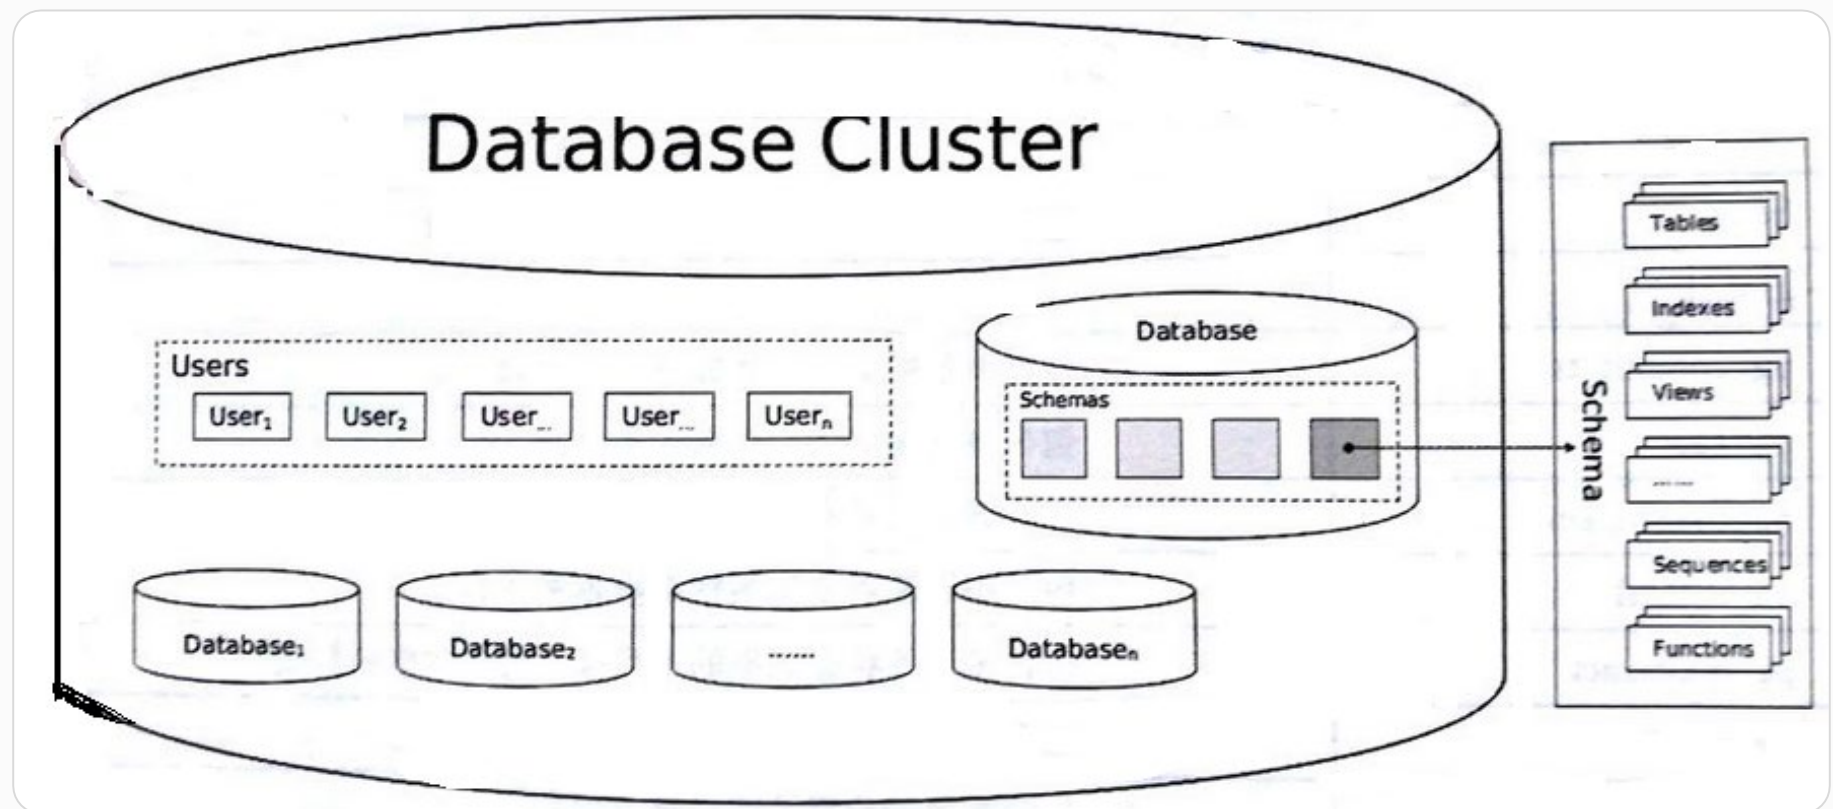 Database Cluster
Users
User₁ User₂ User... User... Userₙ
Database
Schemas
Database₁ Database₂ ...... Databaseₙ
Schema
Tables
Indexes
Views
......
Sequences
Functions